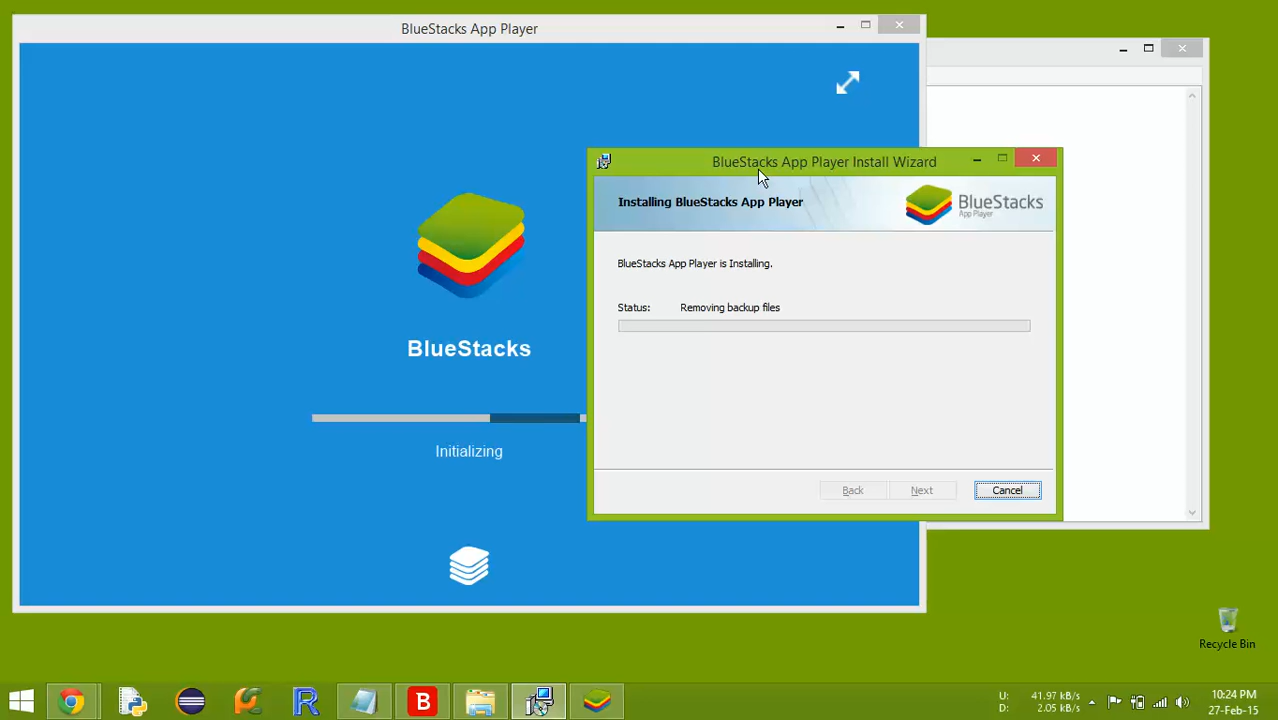 BlueStacks App Player
BlueStacks
Initializing
BlueStacks App Player Install Wizard
Installing BlueStacks App Player
BlueStacks
App Player
BlueStacks App Player is Installing.
Status: Removing backup files
Back Next Cancel
Recycle Bin
B
R
U: 41.97 kB/s
D: 2.05 kB/s
10:24 PM
27-Feb-15